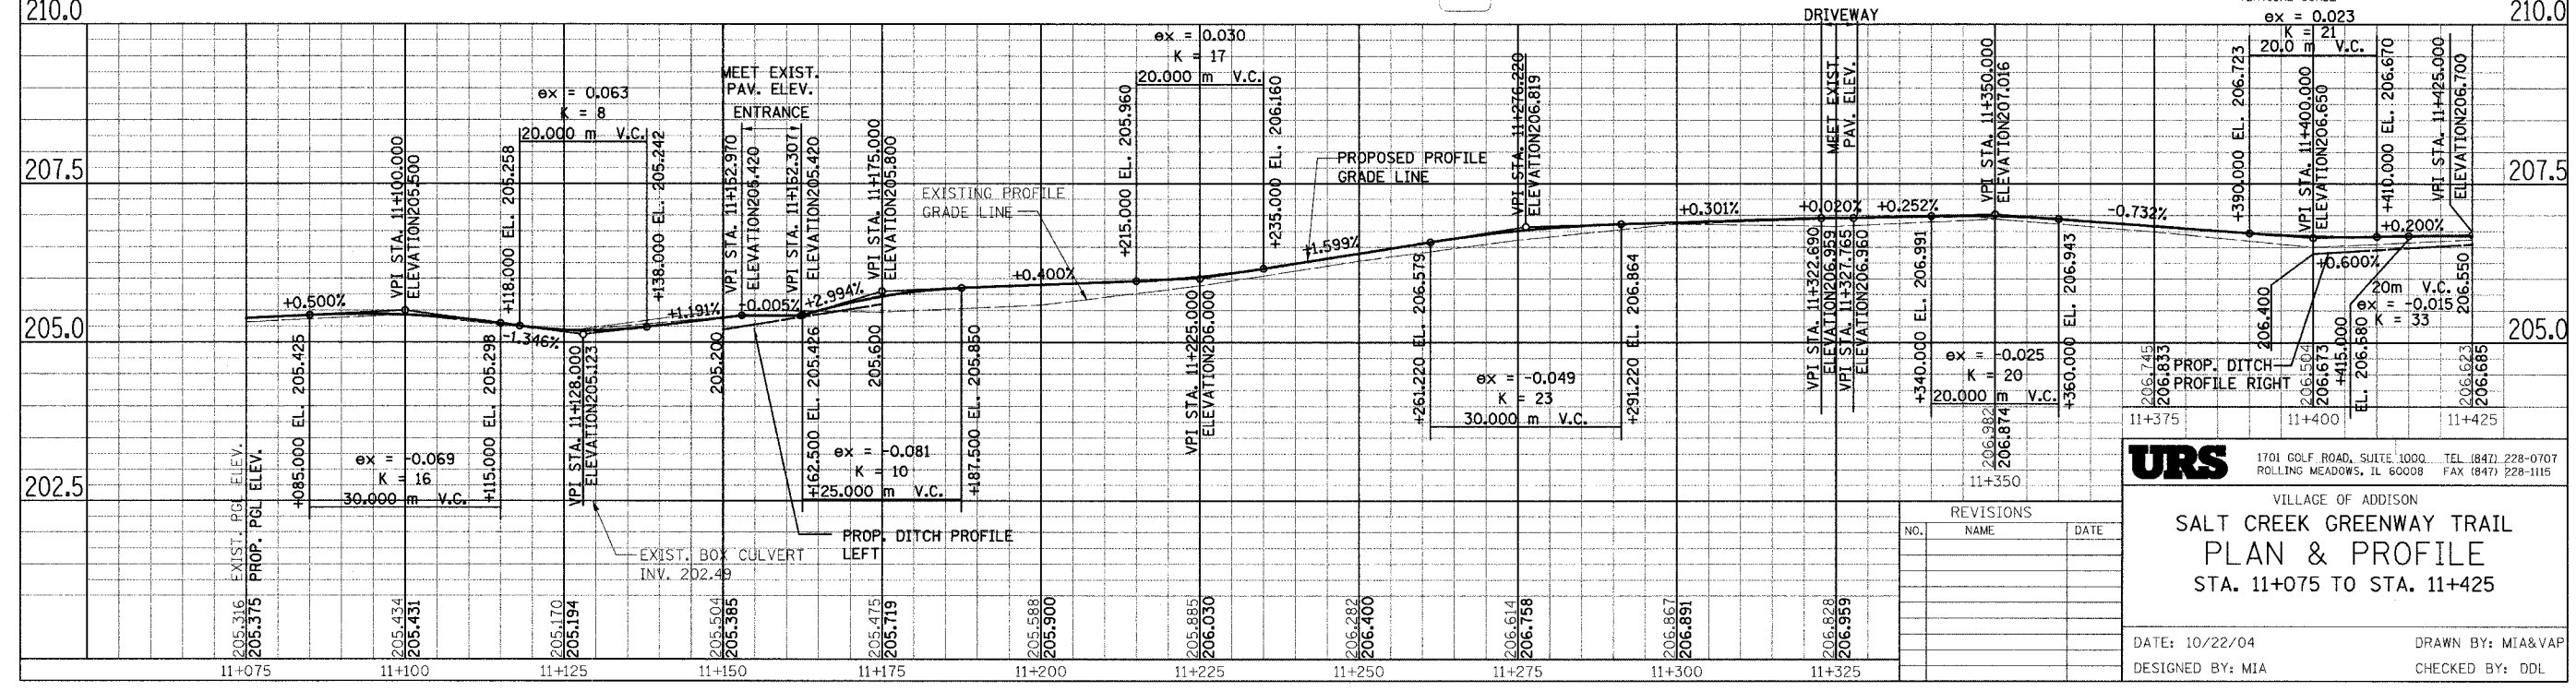 210.0
DRIVEWAY
ex = 0.023
K = 21
20.0 m V.C.
210.0
ex = 0.030
K = 17
20.000 m V.C.
MEET EXIST.
PAV. ELEV.
ENTRANCE
ex = 0.063
K = 8
20.000 m V.C.
VPI STA. 11+100.000
ELEVATION205.500
+118.000 EL. 205.258
+138.000 EL. 205.242
VPI STA. 11+152.970
ELEVATION205.420
VPI STA. 11+162.307
ELEVATION205.420
VPI STA. 11+175.000
ELEVATION205.800
+215.000 EL. 205.960
+235.000 EL. 206.160
VPI STA. 11+276.220
ELEVATION206.819
MEET EXIST.
PAV. ELEV.
VPI STA. 11+350.000
ELEVATION207.016
+390.000 EL. 206.723
VPI STA. 11+400.000
ELEVATION206.650
+410.000 EL. 206.670
VPI STA. 11+425.000
ELEVATION206.700
207.5
PROPOSED PROFILE
GRADE LINE
EXISTING PROFILE
GRADE LINE
207.5
+0.500%
-1.346%
+1.191%
+0.005%
+2.994%
+0.400%
+1.599%
+0.301%
+0.020%
+0.252%
-0.732%
+0.200%
+0.600%
205.0
205.0
+085.000 EL. 205.425
+115.000 EL. 205.298
VPI STA. 11+128.000
ELEVATION205.123
205.200
+162.500 EL. 205.426
205.600
+187.500 EL. 205.850
VPI STA. 11+225.000
ELEVATION206.000
+261.220 EL. 206.579
+291.220 EL. 206.864
VPI STA. 11+322.690
ELEVATION206.959
VPI STA. 11+327.765
ELEVATION206.960
+340.000 EL. 206.991
+360.000 EL. 206.943
206.400
+415.000
EL. 206.580
20m V.C.
ex = -0.015
K = 33
206.550
PROP. DITCH
PROFILE RIGHT
ex = -0.069
K = 16
30.000 m V.C.
ex = -0.081
K = 10
+25.000 m V.C.
ex = -0.049
K = 23
30.000 m V.C.
ex = -0.025
K = 20
20.000 m V.C.
206.982
206.874
11+350
206.745
206.833
206.504
206.673
206.623
206.685
11+375
11+400
11+425
202.5
PROP. DITCH PROFILE
LEFT
EXIST. BOX CULVERT
INV. 202.49
EXIST. PGL ELEV.
PROP. PGL ELEV.
205.316
205.375
205.434
205.431
205.170
205.194
205.504
205.385
205.475
205.719
205.588
205.900
205.885
206.030
206.282
206.400
206.614
206.758
206.867
206.891
206.828
206.959
11+075
11+100
11+125
11+150
11+175
11+200
11+225
11+250
11+275
11+300
11+325
REVISIONS
NO. NAME DATE
URS
1701 GOLF ROAD, SUITE 1000 TEL (847) 228-0707
ROLLING MEADOWS, IL 60008 FAX (847) 228-1115
VILLAGE OF ADDISON
SALT CREEK GREENWAY TRAIL
PLAN & PROFILE
STA. 11+075 TO STA. 11+425
DATE: 10/22/04
DRAWN BY: MIA&VAP
DESIGNED BY: MIA
CHECKED BY: DDL